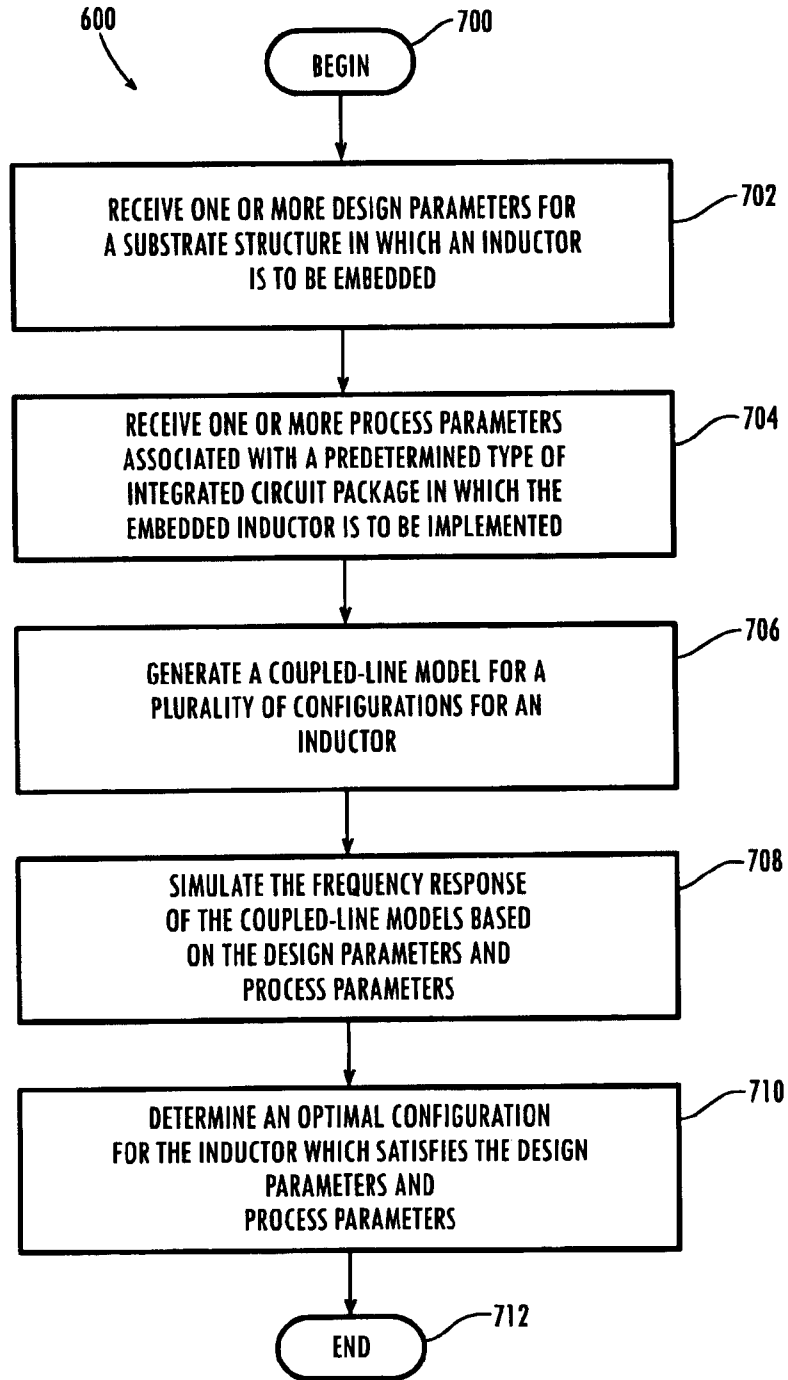 600
700
BEGIN
RECEIVE ONE OR MORE DESIGN PARAMETERS FOR
A SUBSTRATE STRUCTURE IN WHICH AN INDUCTOR
IS TO BE EMBEDDED
702
RECEIVE ONE OR MORE PROCESS PARAMETERS
ASSOCIATED WITH A PREDETERMINED TYPE OF
INTEGRATED CIRCUIT PACKAGE IN WHICH THE
EMBEDDED INDUCTOR IS TO BE IMPLEMENTED
704
GENERATE A COUPLED-LINE MODEL FOR A
PLURALITY OF CONFIGURATIONS FOR AN
INDUCTOR
706
SIMULATE THE FREQUENCY RESPONSE
OF THE COUPLED-LINE MODELS BASED
ON THE DESIGN PARAMETERS AND
PROCESS PARAMETERS
708
DETERMINE AN OPTIMAL CONFIGURATION
FOR THE INDUCTOR WHICH SATISFIES THE DESIGN
PARAMETERS AND
PROCESS PARAMETERS
710
END
712